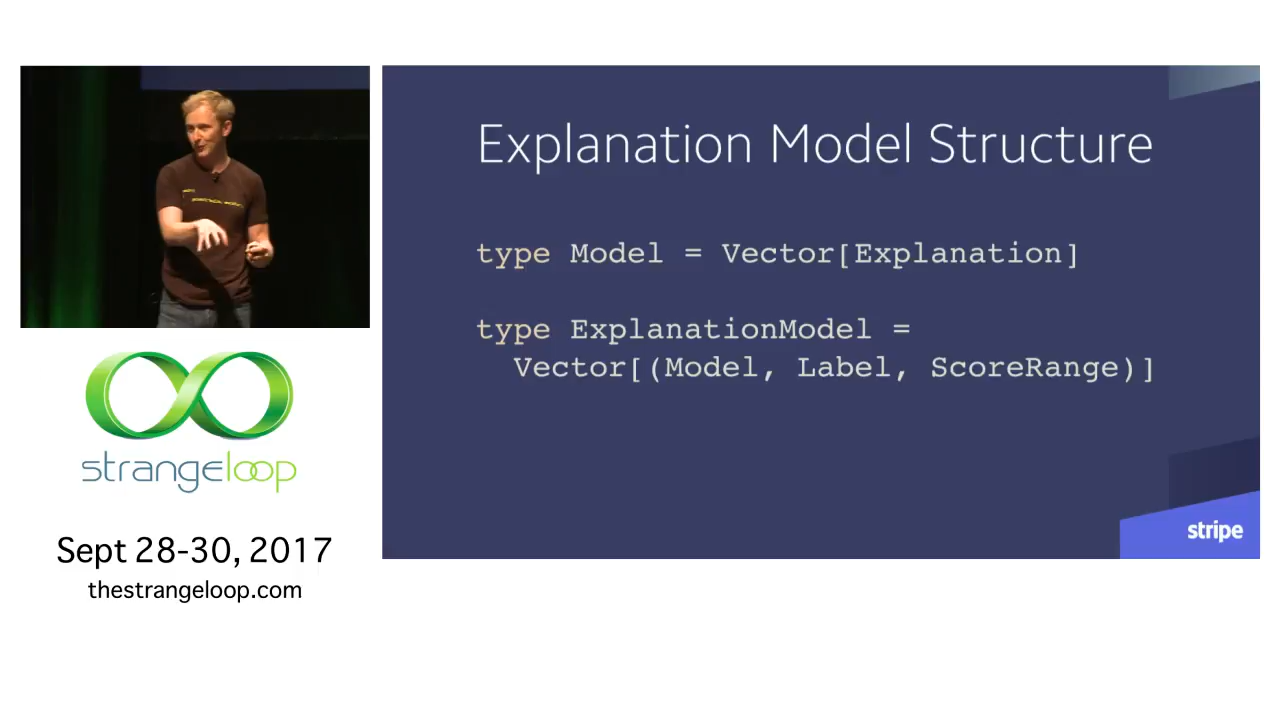 Explanation Model Structure
type Model = Vector[Explanation]
type ExplanationModel =
Vector[(Model, Label, ScoreRange)]
stripe
strangeloop
Sept 28-30, 2017
thestrangeloop.com